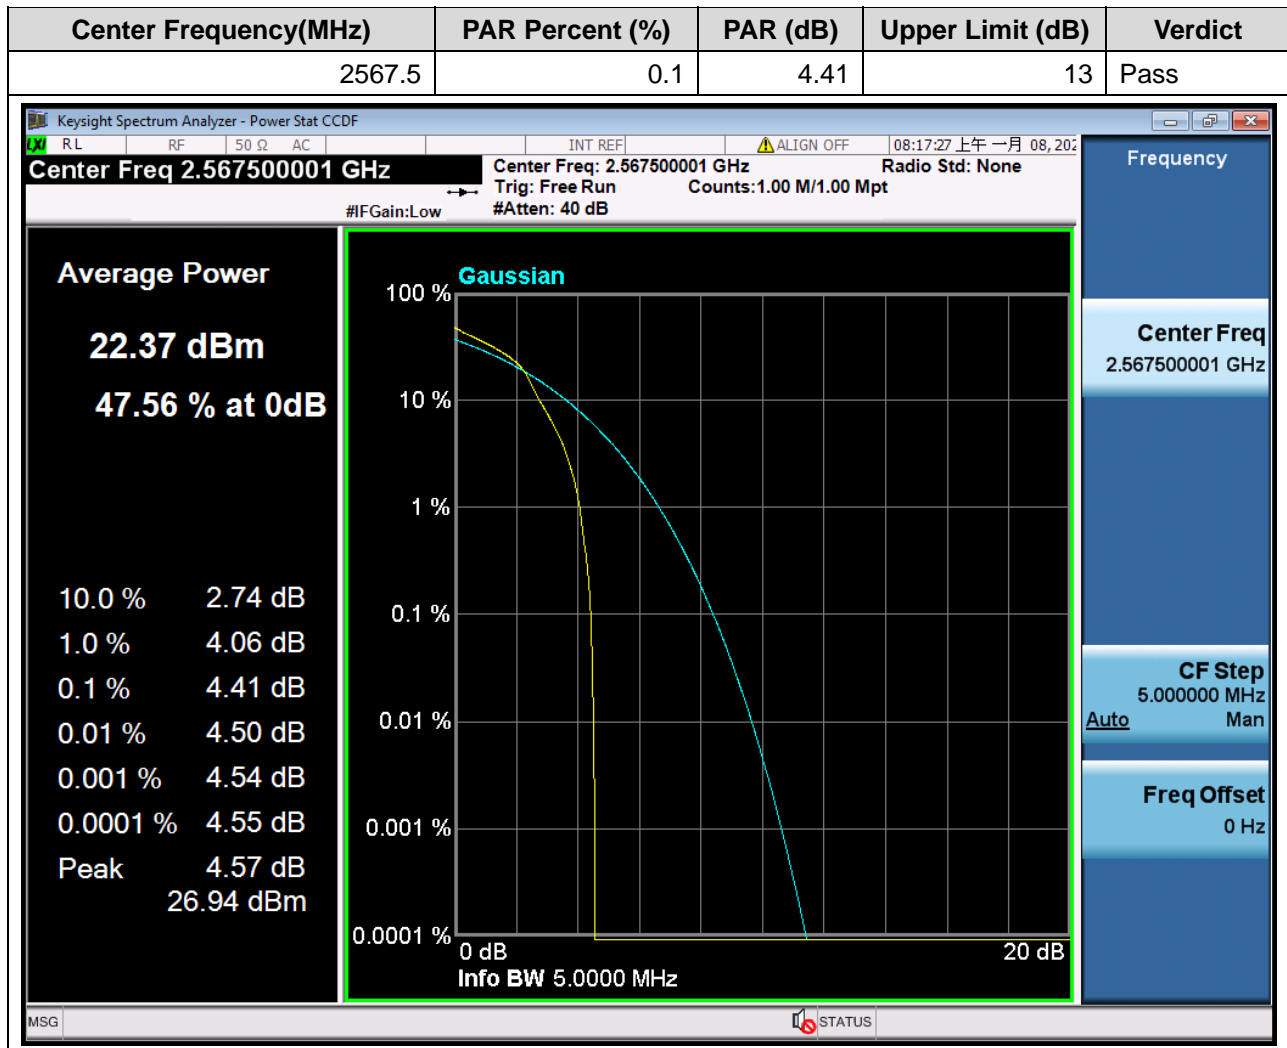 Center Frequency(MHz) PAR Percent (%) PAR (dB) Upper Limit (dB) Verdict
2567.5 0.1 4.41 13 Pass
Keysight Spectrum Analyzer - Power Stat CCDF
LXI RL RF 50 Ω AC INT REF ALIGN OFF 08:17:27 上午 一月 08, 202
Center Freq 2.567500001 GHz
Center Freq: 2.567500001 GHz Radio Std: None
Trig: Free Run Counts:1.00 M/1.00 Mpt
#IFGain:Low #Atten: 40 dB
Average Power
22.37 dBm
47.56 % at 0dB
10.0 % 2.74 dB
1.0 % 4.06 dB
0.1 % 4.41 dB
0.01 % 4.50 dB
0.001 % 4.54 dB
0.0001 % 4.55 dB
Peak 4.57 dB
26.94 dBm
Gaussian
100 %
10 %
1 %
0.1 %
0.01 %
0.001 %
0.0001 %
0 dB 20 dB
Info BW 5.0000 MHz
Frequency
Center Freq
2.567500001 GHz
CF Step
5.000000 MHz
Auto Man
Freq Offset
0 Hz
MSG STATUS